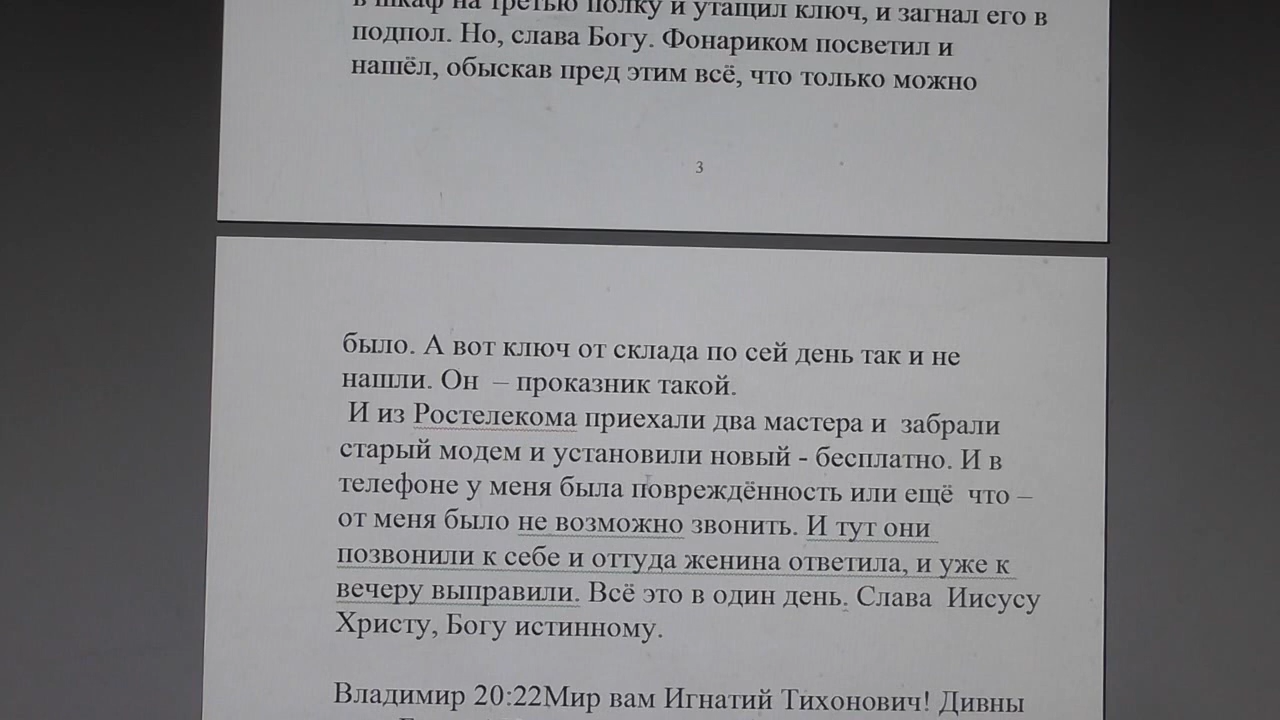 в шкаф на третью полку и утащил ключ, и загнал его в
подпол. Но, слава Богу. Фонариком посветил и
нашёл, обыскав пред этим всё, что только можно
3
было. А вот ключ от склада по сей день так и не
нашли. Он – проказник такой.
И из Ростелекома приехали два мастера и забрали
старый модем и установили новый - бесплатно. И в
телефоне у меня была повреждённость или ещё что –
от меня было не возможно звонить. И тут они
позвонили к себе и оттуда женина ответила, и уже к
вечеру выправили. Всё это в один день. Слава Иисусу
Христу, Богу истинному.
Владимир 20:22Мир вам Игнатий Тихонович! Дивны